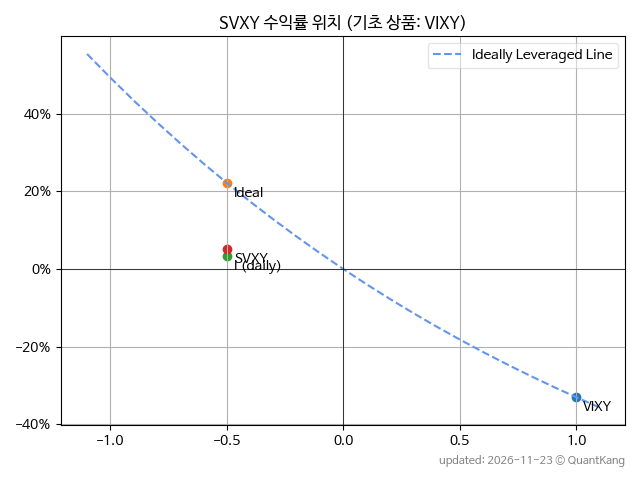 SVXY 수익률 위치 (기초 상품: VIXY)
Ideally Leveraged Line
40%
20%
0%
−20%
−40%
Ideal
SVXY
I (daily)
VIXY
−1.0
−0.5
0.0
0.5
1.0
updated: 2026-11-23 © QuantKang